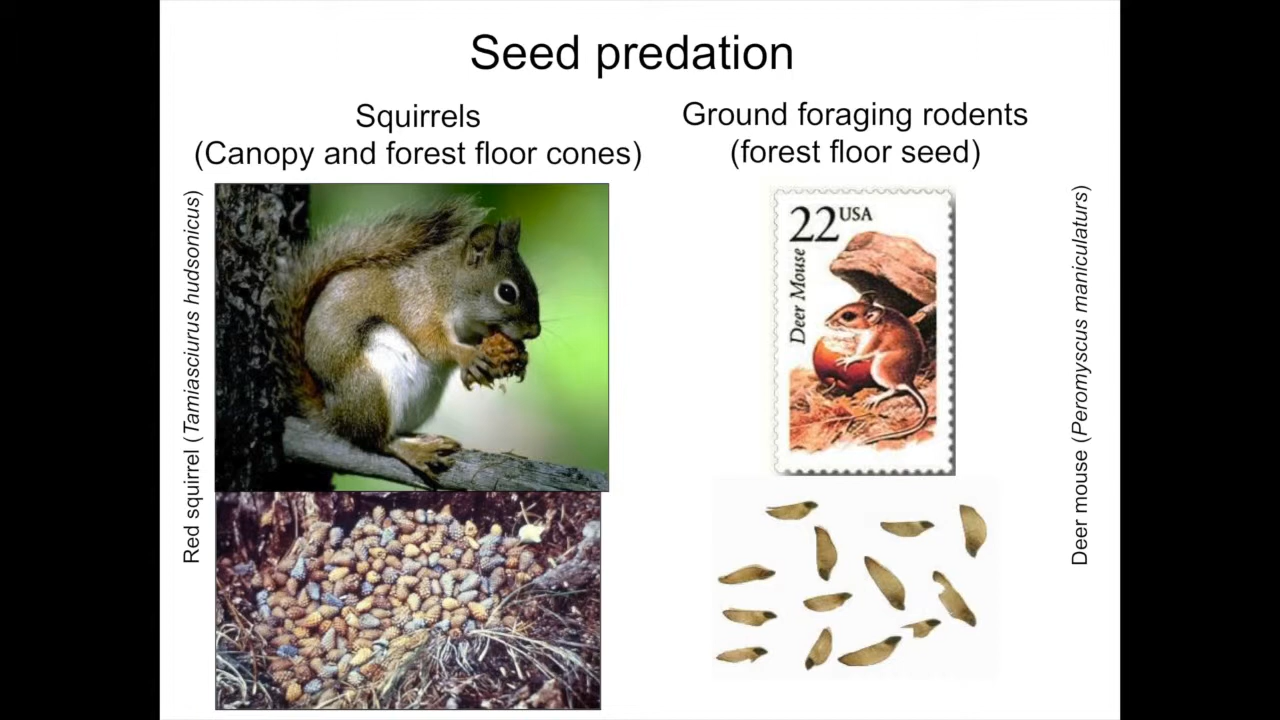 Seed predation
Squirrels
(Canopy and forest floor cones)
Red squirrel (Tamiasciurus hudsonicus)
Ground foraging rodents
(forest floor seed)
22 USA
Deer Mouse
Deer mouse (Peromyscus maniculaturs)